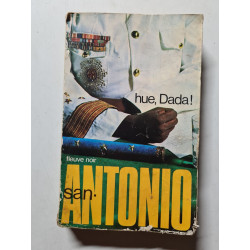 hue, Dada!
fleuve noir
san-
ANTONIO